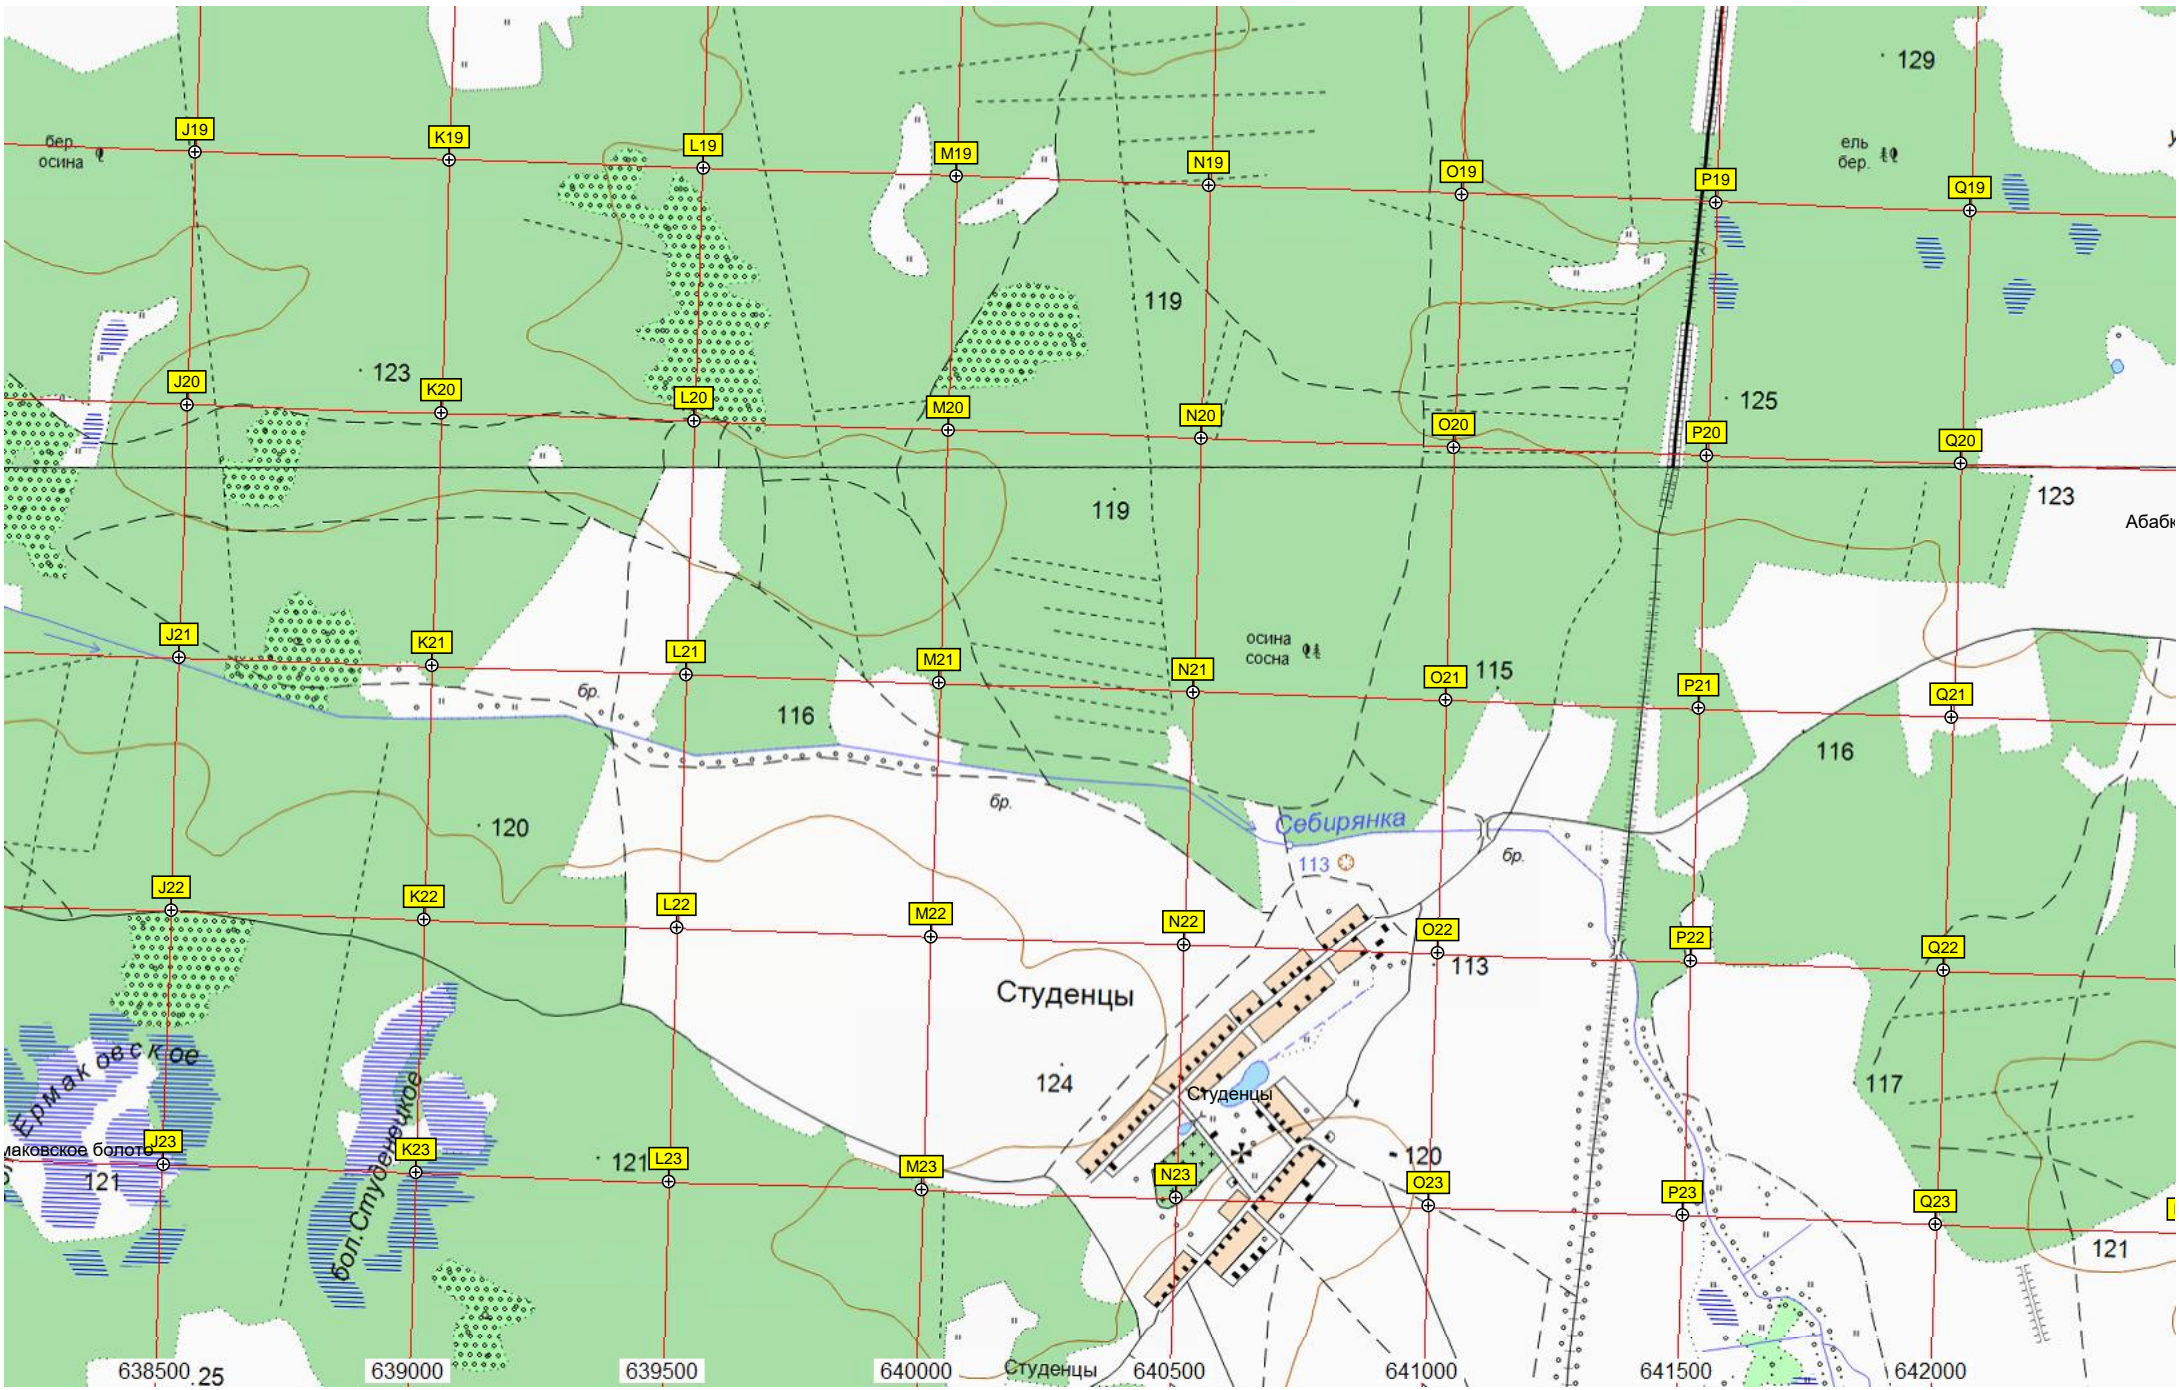 129
J19
K19
L19
M19
N19
O19
P19
Q19
бер.
осина
ель
бер.
119
123
J20
K20
L20
M20
N20
O20
P20
Q20
125
119
123
Абабк
осина
сосна
J21
K21
L21
M21
N21
O21
P21
Q21
115
бр.
116
116
бр.
120
Себирянка
113
бр.
J22
K22
L22
M22
N22
O22
P22
Q22
113
Студенцы
Ермаковское
124
117
Студенцы
бол.Студенецкое
маковское болото
J23
K23
L23
M23
N23
O23
P23
Q23
121
121
120
121
638500
639000
639500
640000
640500
641000
641500
642000
Студенцы
25